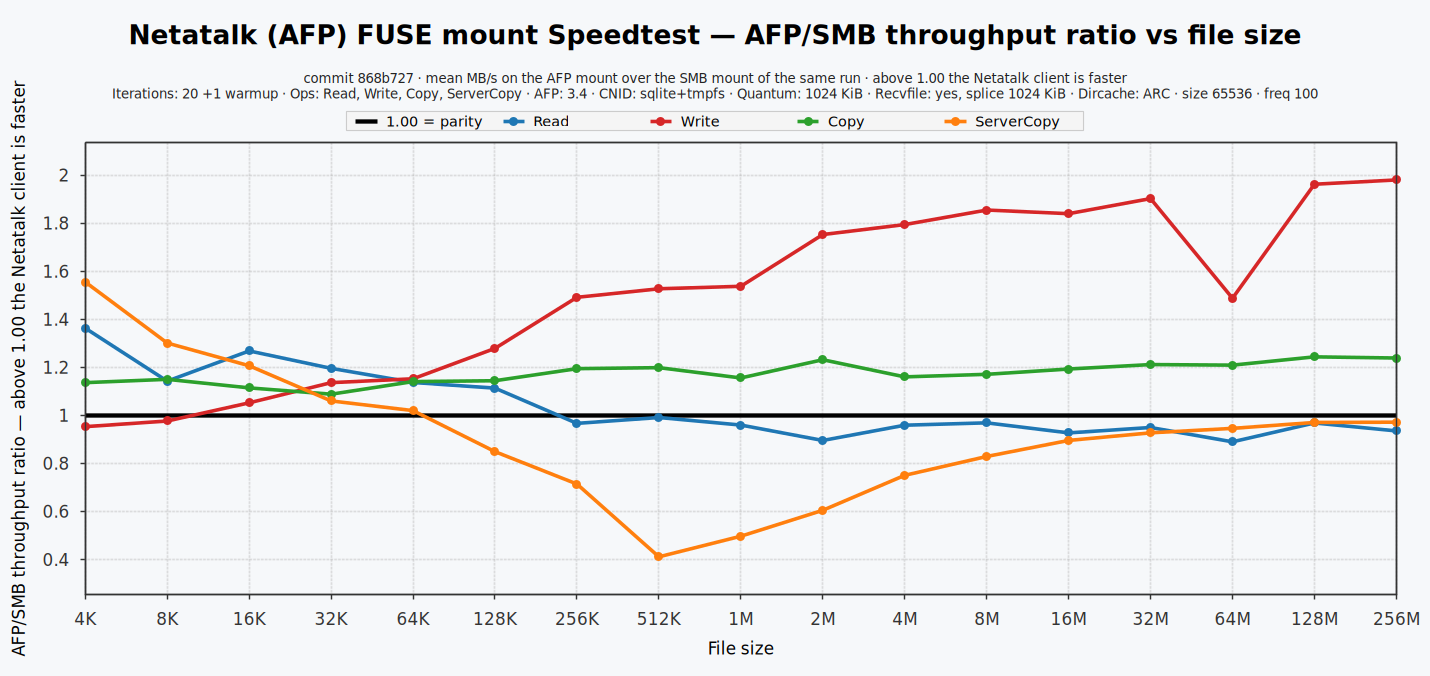 Netatalk (AFP) FUSE mount Speedtest — AFP/SMB throughput ratio vs file size
commit 868b727 · mean MB/s on the AFP mount over the SMB mount of the same run · above 1.00 the Netatalk client is faster
Iterations: 20 +1 warmup · Ops: Read, Write, Copy, ServerCopy · AFP: 3.4 · CNID: sqlite+tmpfs · Quantum: 1024 KiB · Recvfile: yes, splice 1024 KiB · Dircache: ARC · size 65536 · freq 100
1.00 = parity Read Write Copy ServerCopy
AFP/SMB throughput ratio — above 1.00 the Netatalk client is faster
2
1.8
1.6
1.4
1.2
1
0.8
0.6
0.4
4K 8K 16K 32K 64K 128K 256K 512K 1M 2M 4M 8M 16M 32M 64M 128M 256M
File size